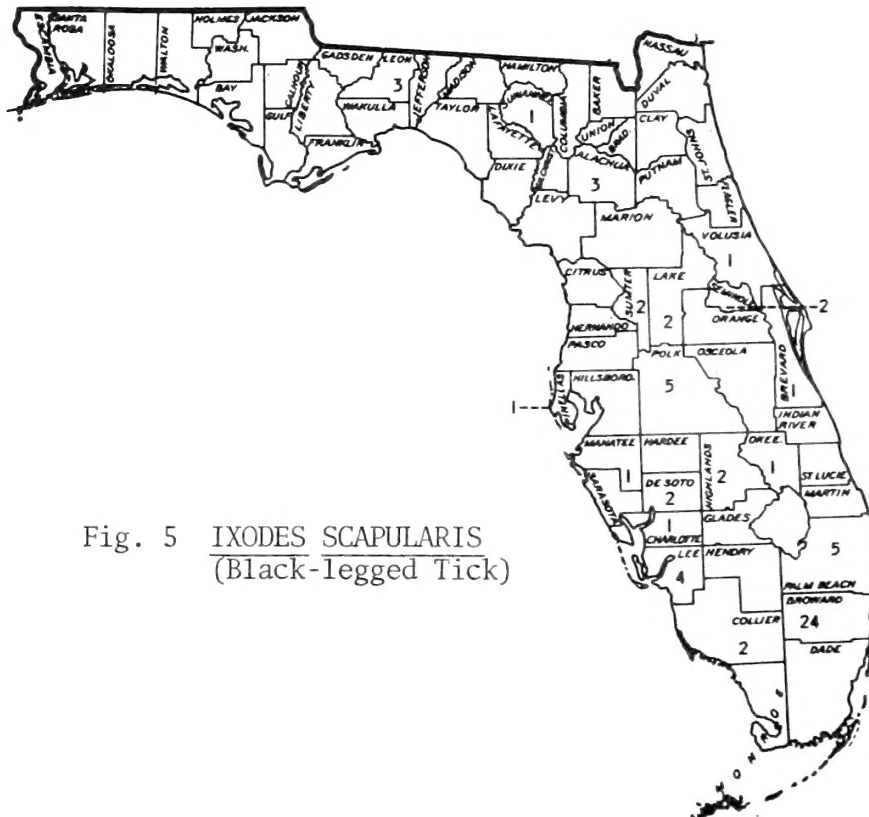 ESCAMBIA
SANTA
ROSA
OKALOOSA
WALTON
HOLMES
JACKSON
WASH.
BAY
CALHOUN
GULF
LIBERTY
GADSDEN
LEON
3
JEFFERSON
MADISON
WAKULLA
FRANKLIN
TAYLOR
HAMILTON
SUWANNEE
1
LAFAYETTE
COLUMBIA
BAKER
NASSAU
DUVAL
UNION
BRAD.
CLAY
ST. JOHNS
DIXIE
GILCHRIST
ALACHUA
3
PUTNAM
FLAGLER
LEVY
MARION
VOLUSIA
1
CITRUS
SUMTER
2
LAKE
2
SEMINOLE
2
ORANGE
HERNANDO
PASCO
POLK
5
OSCEOLA
BREVARD
1
PINELLAS
1
HILLSBORO.
INDIAN
RIVER
MANATEE
1
HARDEE
HIGHLANDS
2
OKEE.
1
ST LUCIE
SARASOTA
DE SOTO
2
MARTIN
1
CHARLOTTE
GLADES
LEE
4
HENDRY
5
PALM BEACH
BROWARD
24
COLLIER
2
DADE
MONROE
Fig. 5 IXODES SCAPULARIS
(Black-legged Tick)